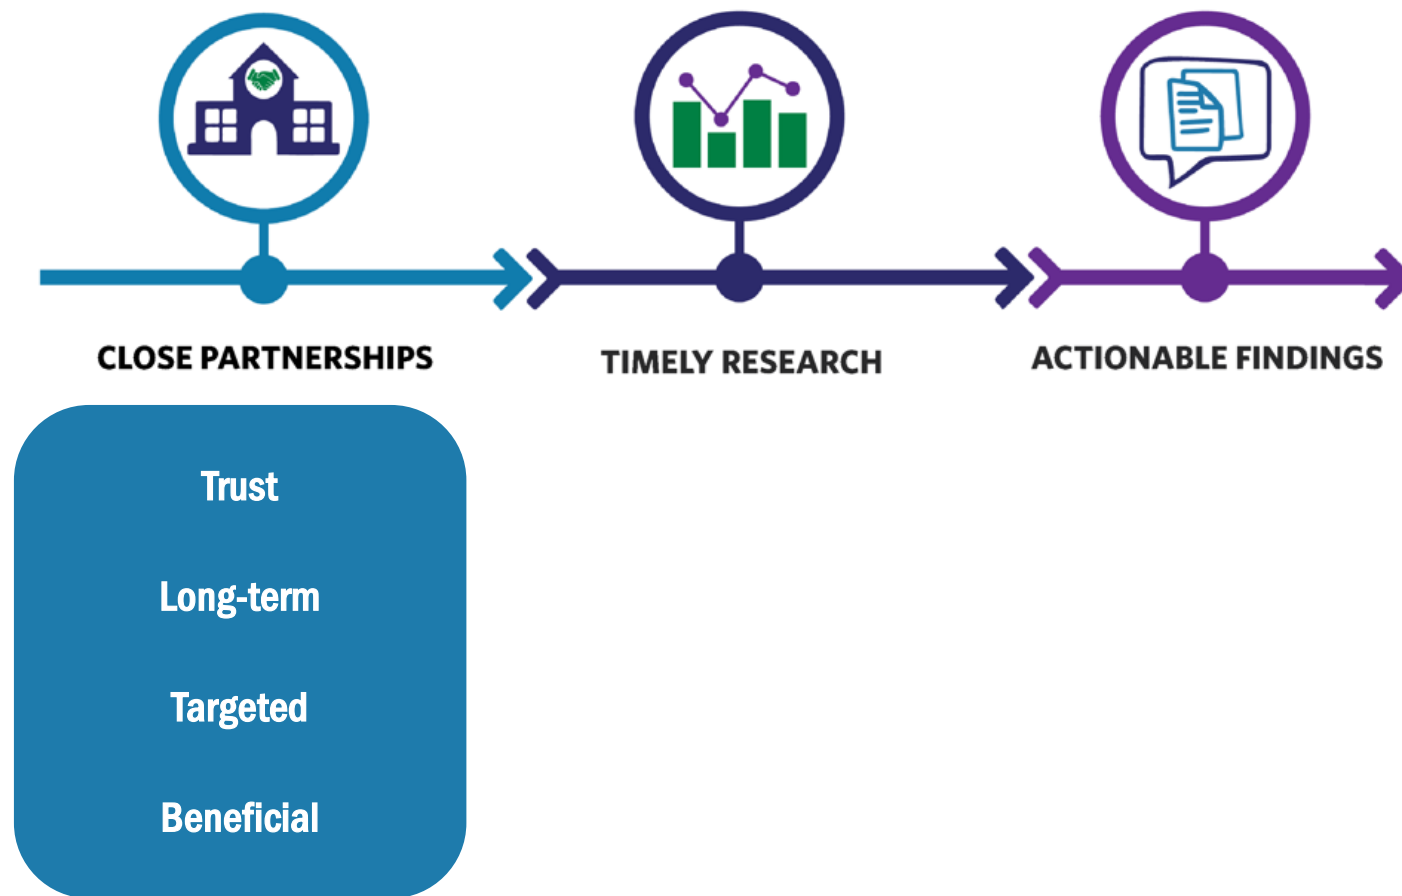 CLOSE PARTNERSHIPS
TIMELY RESEARCH
ACTIONABLE FINDINGS
Trust
Long-term
Targeted
Beneficial